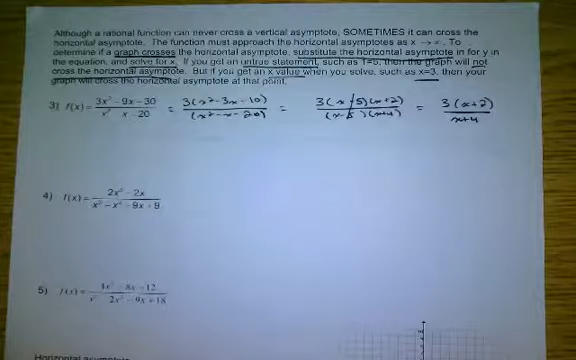 Although a rational function can never cross a vertical asymptote, SOMETIMES it can cross the
horizontal asymptote. The function must approach the horizontal asymptotes as x → ∞. To
determine if a graph crosses the horizontal asymptote, substitute the horizontal asymptote in for y in
the equation, and solve for x. If you get an untrue statement, such as 1=5, then the graph will not
cross the horizontal asymptote. But if you get an x value when you solve, such as x=3, then your
graph will cross the horizontal asymptote at that point.
3) f(x) = (3x² - 9x - 30)/(x² x - 20) = 3(x² - 3x - 10)/(x² - x - 20) = 3(x - 5)(x + 2)/(x - 5)(x + 4) = 3(x + 2)/(x + 4)
4) f(x) = (2x² - 2x)/(x³ - x² - 9x + 9)
5) f(x) = 8x - 12 / 2x² - 9x + 18
Horizontal asymptote